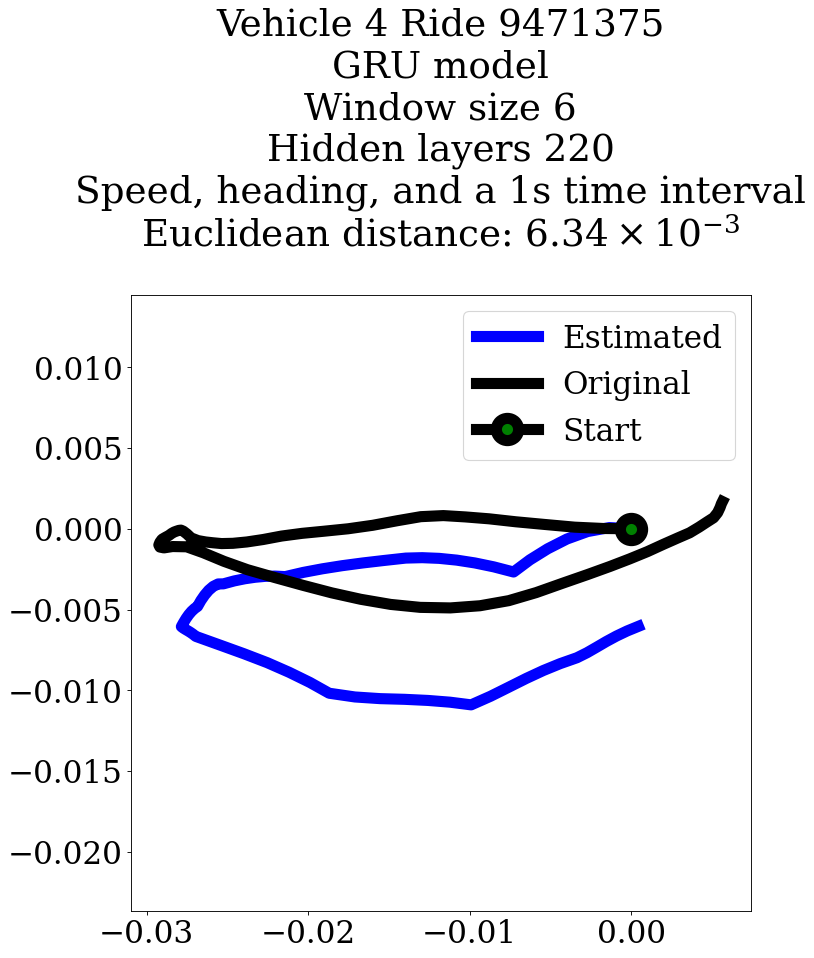 Vehicle 4 Ride 9471375
GRU model
Window size 6
Hidden layers 220
Speed, heading, and a 1s time interval
Euclidean distance: 6.34 × 10⁻³
Estimated
Original
Start
0.010
0.005
0.000
−0.005
−0.010
−0.015
−0.020
−0.03 −0.02 −0.01 0.00